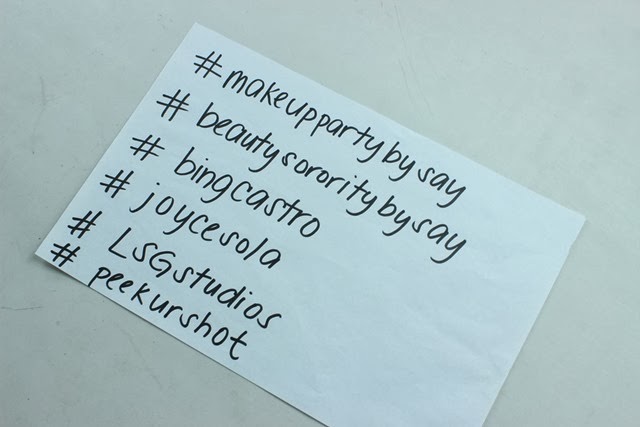 #makeuppartybysay
# beautysororitybysay
# bingcastro
# joycesola
# LSGstudios
# peekurshot